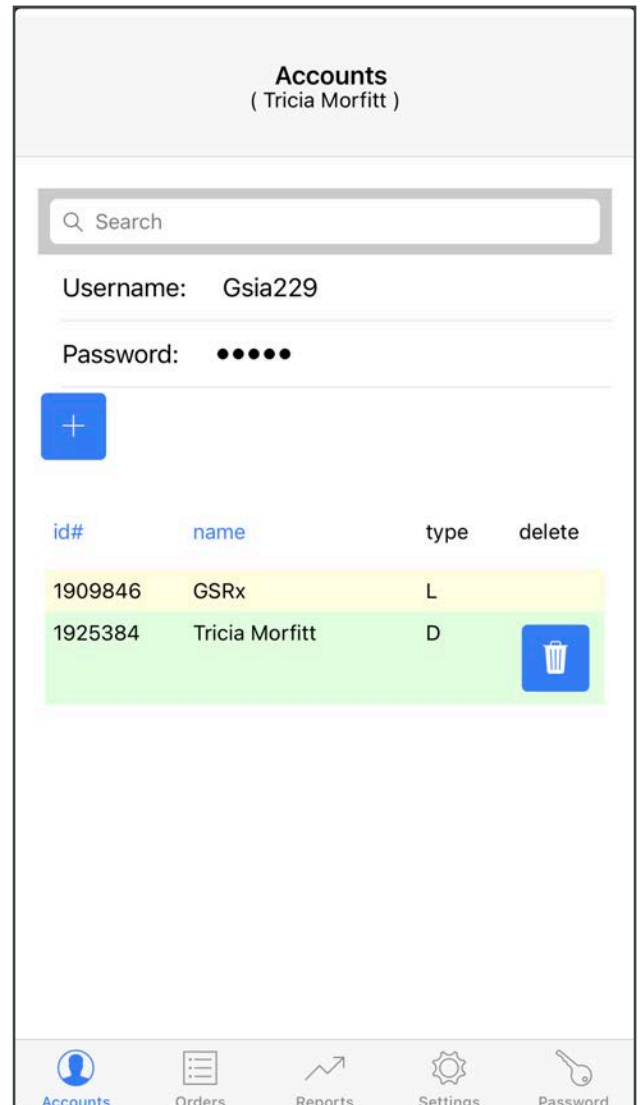 Accounts
( Tricia Morfitt )
Search
Username: Gsia229
Password: •••••
+
id# name type delete
1909846 GSRx L
1925384 Tricia Morfitt D
Accounts Orders Reports Settings Password